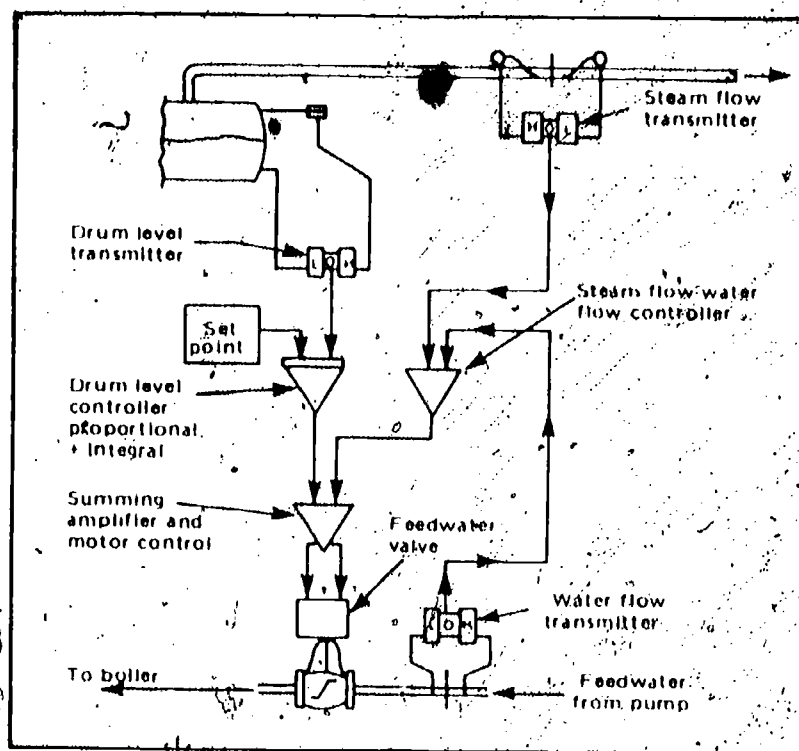 Steam flow
transmitter
H O L
Drum level
transmitter
L O H
Steam flow-water
flow controller
Set
point
Drum level
controller
proportional
+ Integral
Summing
amplifier and
motor control
Feedwater
valve
L O H
Water flow
transmitter
To boiler
Feedwater
from pump